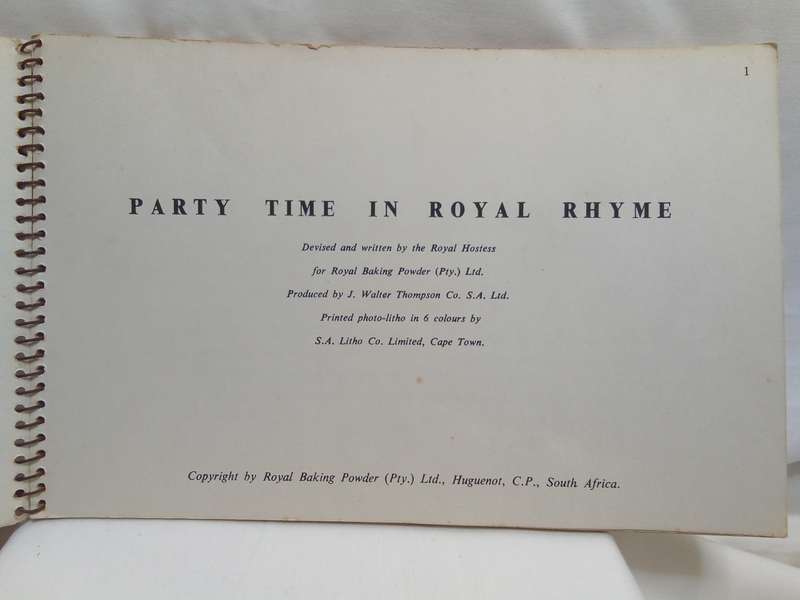 1
PARTY TIME IN ROYAL RHYME
Devised and written by the Royal Hostess
for Royal Baking Powder (Pty.) Ltd.
Produced by J. Walter Thompson Co. S.A. Ltd.
Printed photo-litho in 6 colours by
S.A. Litho Co. Limited, Cape Town.
Copyright by Royal Baking Powder (Pty.) Ltd., Huguenot, C.P., South Africa.